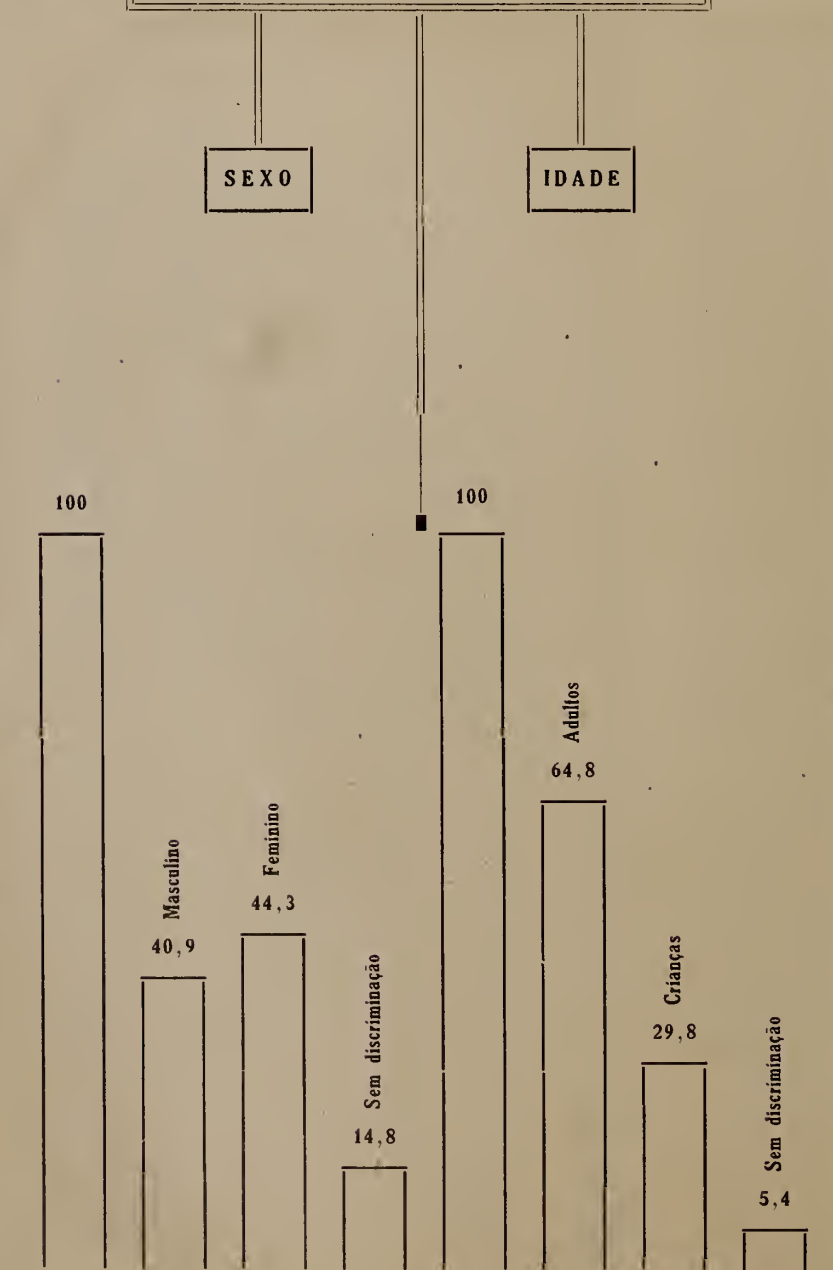 SEXO
IDADE
100
Masculino
40,9
Feminino
44,3
Sem discriminação
14,8
100
Adultos
64,8
Crianças
29,8
Sem discriminação
5,4